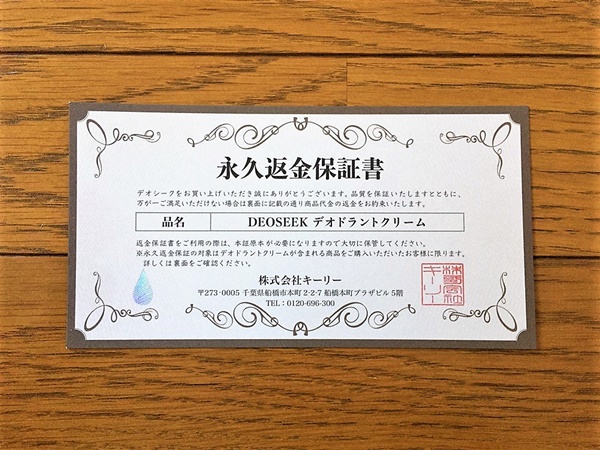 永久返金保証書
デオシークをお買い上げいただき誠にありがとうございます。品質を保証いたしますとともに、
万が一ご満足いただけない場合は裏面に記載の通り商品代金の返金をお約束いたします。
品名 DEOSEEK デオドラントクリーム
返金保証書をご利用の際は、本証原本が必要になりますので大切に保管してください。
※永久返金保証の対象はデオドラントクリームが含まれる商品をご購入いただいたお客様に限ります。
詳しくは裏面をご確認ください。
株式会社キーリー
〒273-0005 千葉県船橋市本町 2-2-7 船橋本町プラザビル 5階
TEL：0120-696-300
株式会社
キーリー